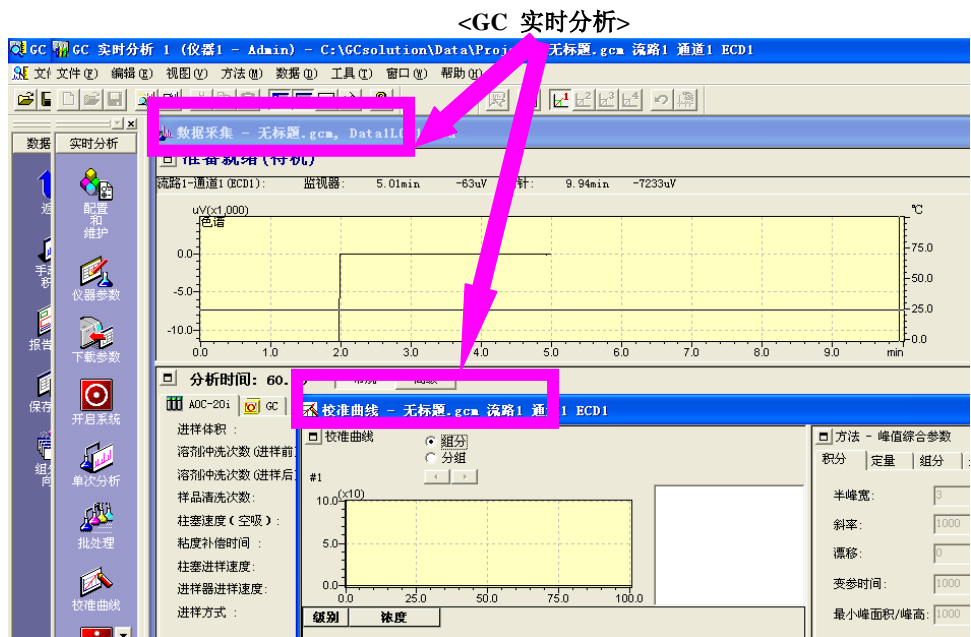 <GC 实时分析>
GC GC 实时分析 1 (仪器1 - Admin) - C:\GCsolution\Data\Proj 无标题.gcm 流路1 通道1 ECD1
文件 文件(F) 编辑(E) 视图(V) 方法(M) 数据(D) 工具(T) 窗口(W) 帮助(H)
数据 实时分析
数据采集 - 无标题.gcm, Data1L
准备就绪(待机)
流路1-通道1(ECD1): 监视器: 5.01min -63uV 针: 9.94min -7233uV
uV(x1,000) ℃
色谱
0.0
-5.0
-10.0
75.0
50.0
25.0
0.0
0.0 1.0 2.0 3.0 4.0 5.0 6.0 7.0 8.0 9.0 min
返
手动
积
报告
保存
组
向
配置
和
维护
仪器参数
下载参数
开启系统
单次分析
批处理
校准曲线
分析时间: 60. 常规 高级
AOC-20i GC
进样体积 :
溶剂冲洗次数(进样前
溶剂冲洗次数(进样后
样品清洗次数:
柱塞速度(空吸):
粘度补偿时间 :
柱塞进样速度:
进样器进样速度:
进样方式 :
校准曲线 - 无标题.gcm 流路1 通 1 ECD1
校准曲线
组分
分组
#1
(x10)
10.0
5.0
0.0
0.0 25.0 50.0 75.0 100.0
级别 浓度
方法 - 峰值综合参数
积分 定量 组分
半峰宽: 3
斜率: 1000
漂移: 0
变参时间: 1000
最小峰面积/峰高: 1000